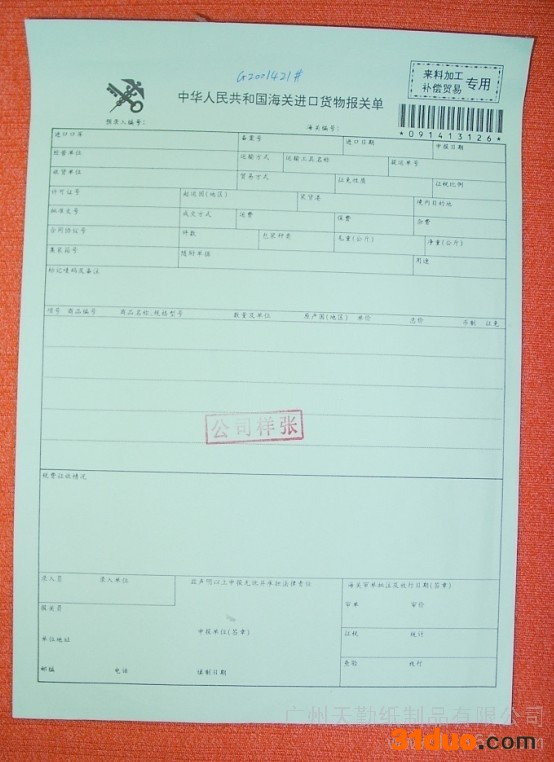 G2001421#
来料加工
补偿贸易 专用
中华人民共和国海关进口货物报关单
预录入编号: 海关编号:
*091413126*
进口口岸 备案号 进口日期 申报日期
经营单位 运输方式 运输工具名称 提运单号
收货单位 贸易方式 征免性质 征税比例
许可证号 起运国(地区) 装货港 境内目的地
批准文号 成交方式 运费 保费 杂费
合同协议号 件数 包装种类 毛重(公斤) 净重(公斤)
集装箱号 随附单据 用途
标记唛码及备注
项号 商品编号 商品名称、规格型号 数量及单位 原产国(地区) 单价 总价 币制 征免
公司样张
税费征收情况
录入员 录入单位 兹声明以上申报无讹并承担法律责任 海关审单批注及放行日期(签章)
报关员 审单 审价
申报单位(签章)
单位地址 征税 统计
邮编 电话 填制日期 查验 放行
广州天勤纸制品有限公司
31duo.com